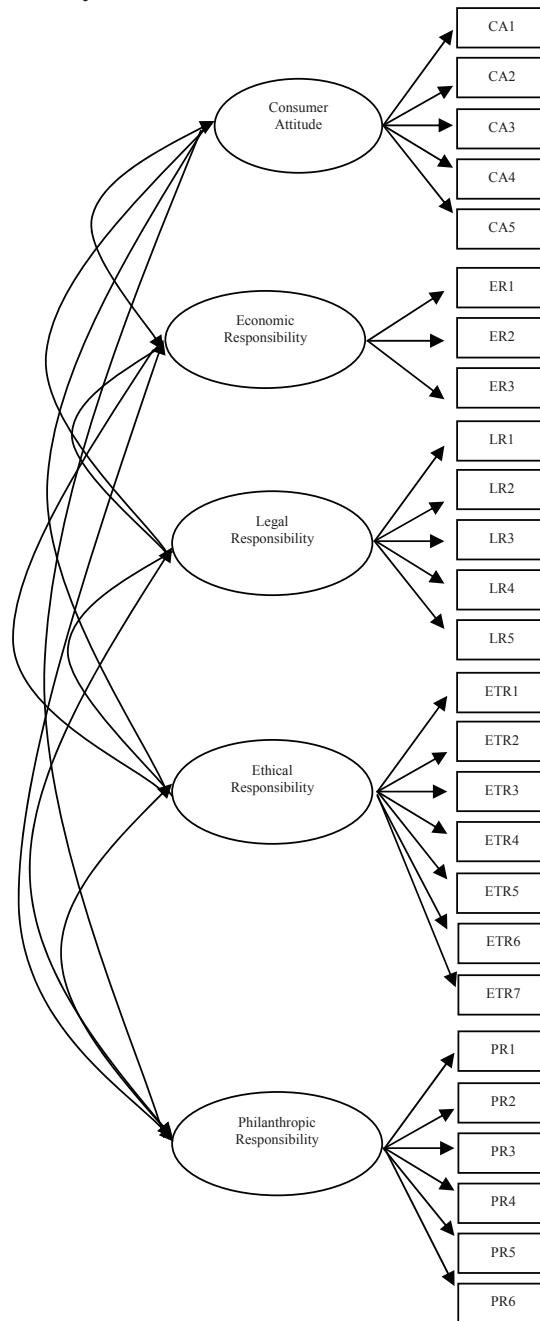 CA1
CA2
Consumer
Attitude
CA3
CA4
CA5
ER1
Economic
Responsibility
ER2
ER3
LR1
LR2
Legal
Responsibility
LR3
LR4
LR5
ETR1
ETR2
Ethical
Responsibility
ETR3
ETR4
ETR5
ETR6
ETR7
PR1
PR2
Philanthropic
Responsibility
PR3
PR4
PR5
PR6